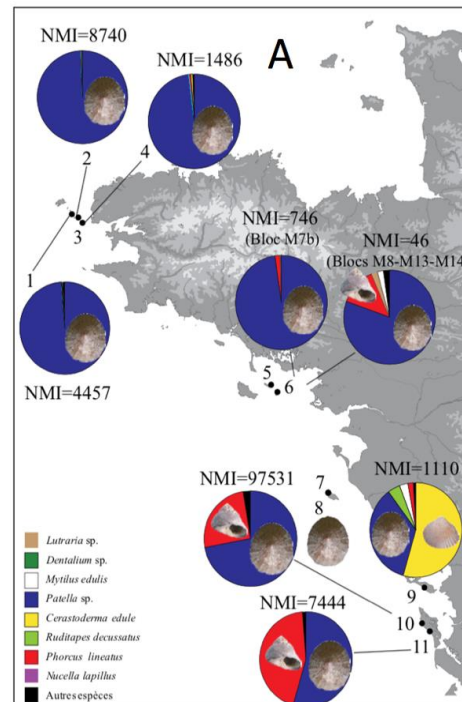 A
NMI=8740
NMI=1486
2
4
3
1
NMI=4457
NMI=746
(Bloc M7b)
NMI=46
(Blocs M8-M13-M14
5
6
NMI=97531
7
8
NMI=1110
9
10
11
NMI=7444
Lutraria sp.
Dentalium sp.
Mytilus edulis
Patella sp.
Cerastoderma edule
Ruditapes decussatus
Phorcus lineatus
Nucella lapillus
Autres espèces